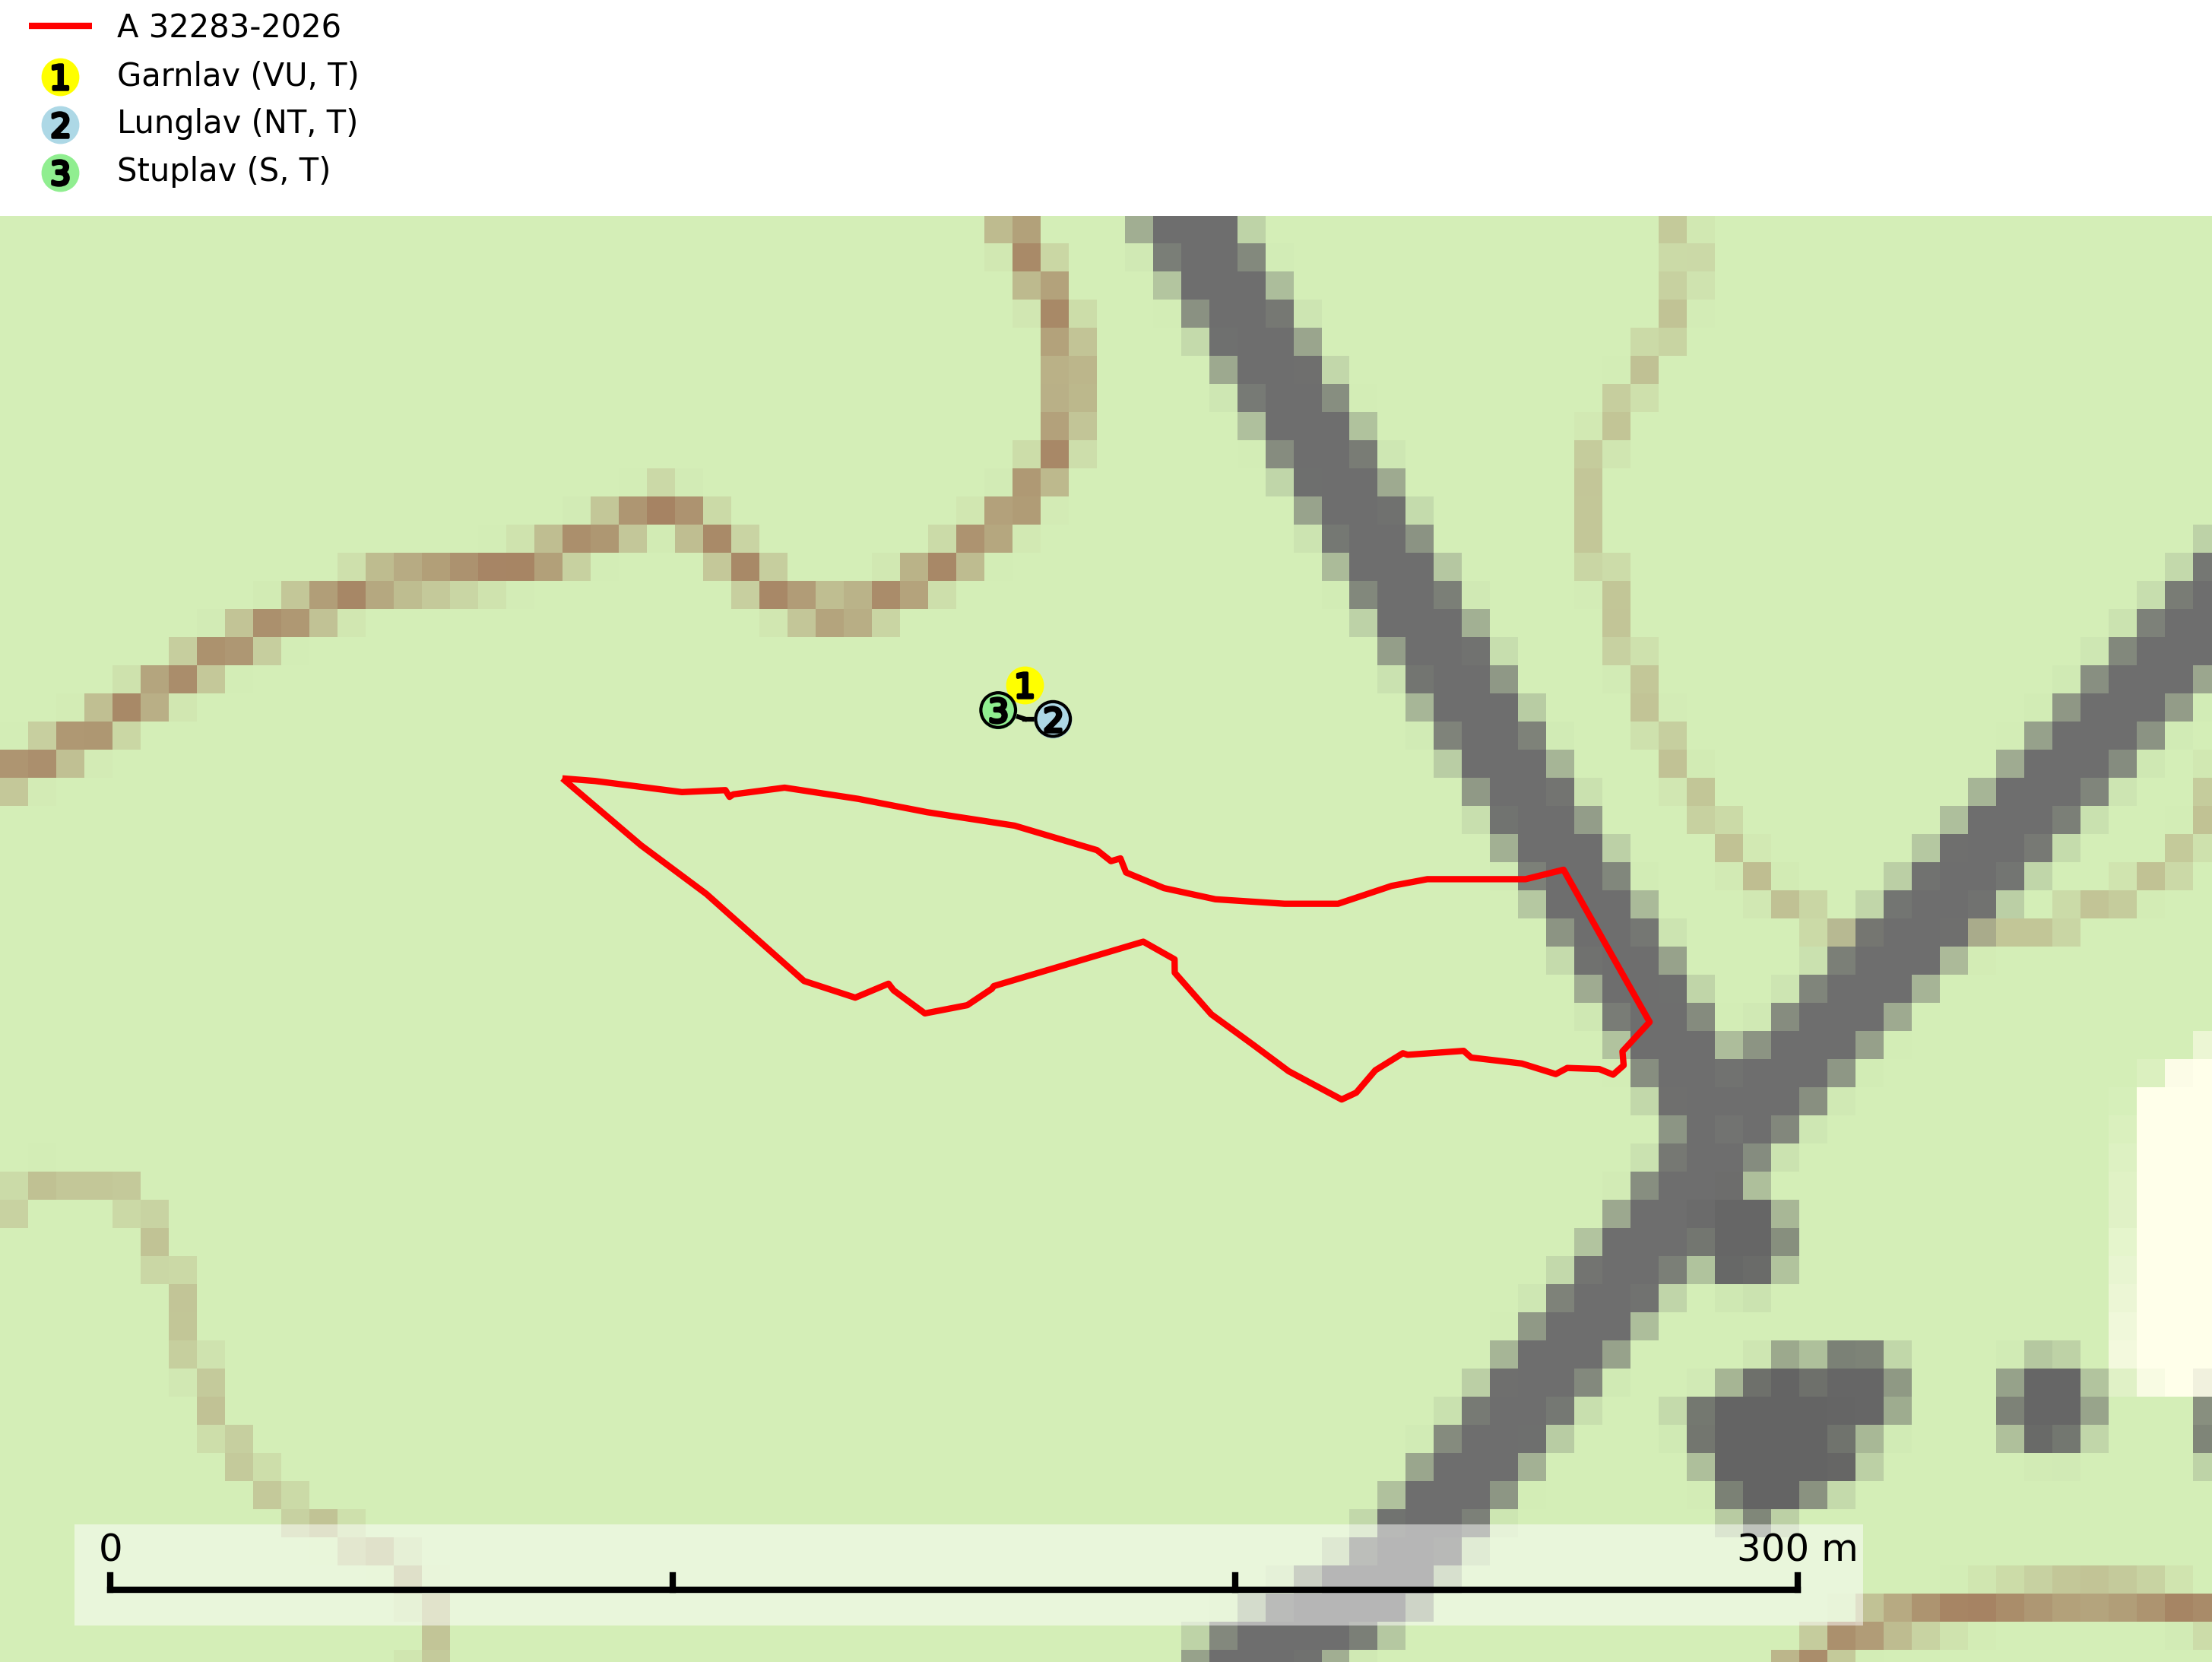 A 32283-2026
1 Garnlav (VU, T)
2 Lunglav (NT, T)
3 Stuplav (S, T)
1
3 2
0 300 m